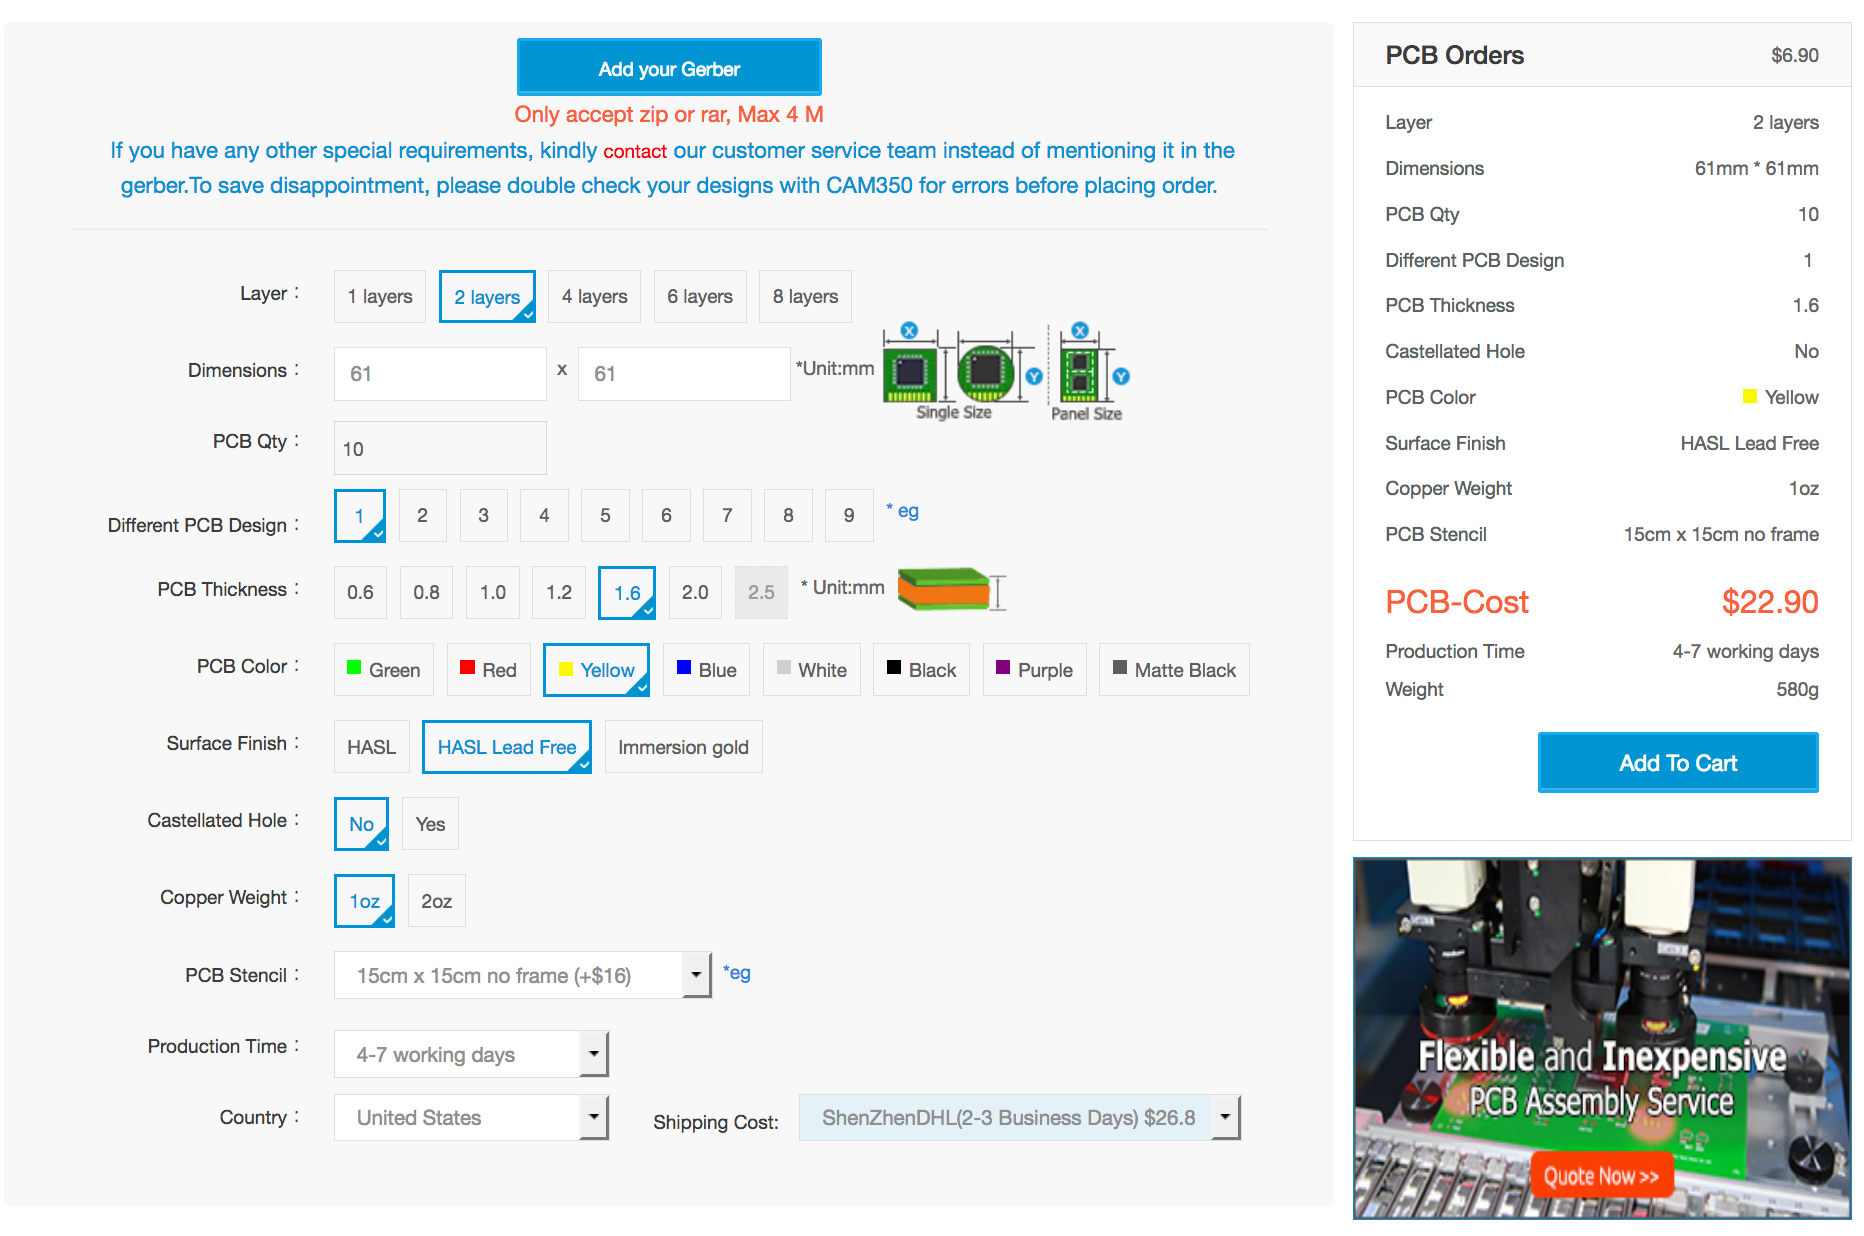 Add your Gerber
Only accept zip or rar, Max 4 M
If you have any other special requirements, kindly contact our customer service team instead of mentioning it in the
gerber.To save disappointment, please double check your designs with CAM350 for errors before placing order.
Layer : 1 layers 2 layers 4 layers 6 layers 8 layers
Dimensions : 61 x 61 *Unit:mm
X X
Y Y
Single Size Panel Size
PCB Qty : 10
Different PCB Design : 1 2 3 4 5 6 7 8 9 * eg
PCB Thickness : 0.6 0.8 1.0 1.2 1.6 2.0 2.5 * Unit:mm
PCB Color : Green Red Yellow Blue White Black Purple Matte Black
Surface Finish : HASL HASL Lead Free Immersion gold
Castellated Hole : No Yes
Copper Weight : 1oz 2oz
PCB Stencil : 15cm x 15cm no frame (+$16) *eg
Production Time : 4-7 working days
Country : United States Shipping Cost: ShenZhenDHL(2-3 Business Days) $26.8
PCB Orders $6.90
Layer 2 layers
Dimensions 61mm * 61mm
PCB Qty 10
Different PCB Design 1
PCB Thickness 1.6
Castellated Hole No
PCB Color Yellow
Surface Finish HASL Lead Free
Copper Weight 1oz
PCB Stencil 15cm x 15cm no frame
PCB-Cost $22.90
Production Time 4-7 working days
Weight 580g
Add To Cart
Flexible and Inexpensive
PCB Assembly Service
Quote Now >>